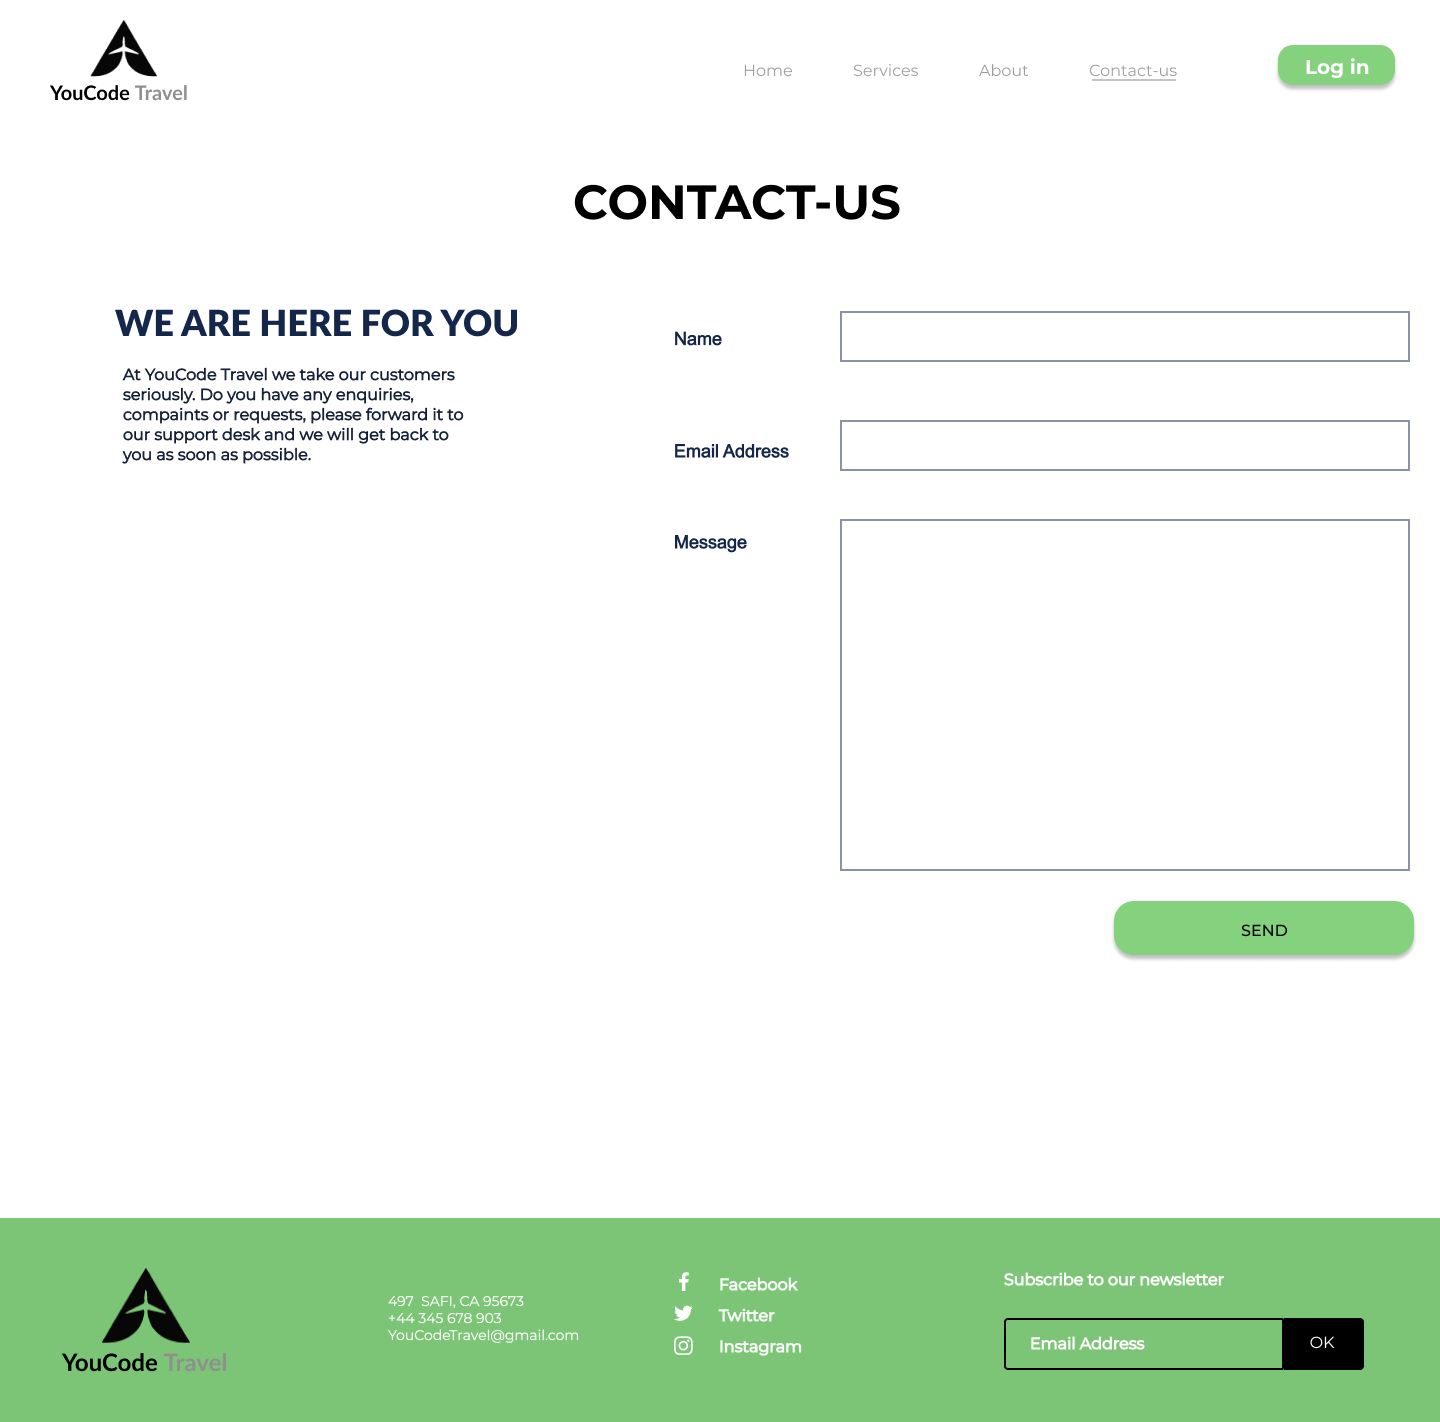 YouCode Travel
Home
Services
About
Contact-us
Log in
CONTACT-US
WE ARE HERE FOR YOU
At YouCode Travel we take our customers
seriously. Do you have any enquiries,
compaints or requests, please forward it to
our support desk and we will get back to
you as soon as possible.
Name
Email Address
Message
SEND
YouCode Travel
497  SAFI, CA 95673
+44 345 678 903
YouCodeTravel@gmail.com
Facebook
Twitter
Instagram
Subscribe to our newsletter
Email Address
OK